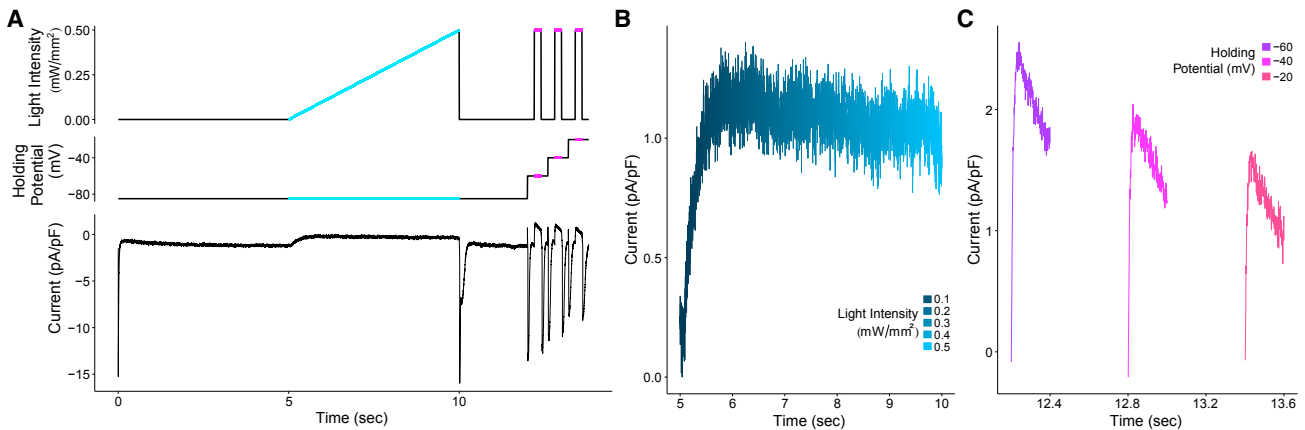 A
Light Intensity
(mW/mm²)
0.50
0.25
0.00
Holding
Potential
(mV)
−40
−80
Current (pA/pF)
0
−5
−10
−15
0
5
10
Time (sec)
B
Current (pA/pF)
1.0
0.5
0.0
Light Intensity
(mW/mm²)
0.1
0.2
0.3
0.4
0.5
5
6
7
8
9
10
Time (sec)
C
Current (pA/pF)
2
1
0
Holding
Potential (mV)
−60
−40
−20
12.4
12.8
13.2
13.6
Time (sec)